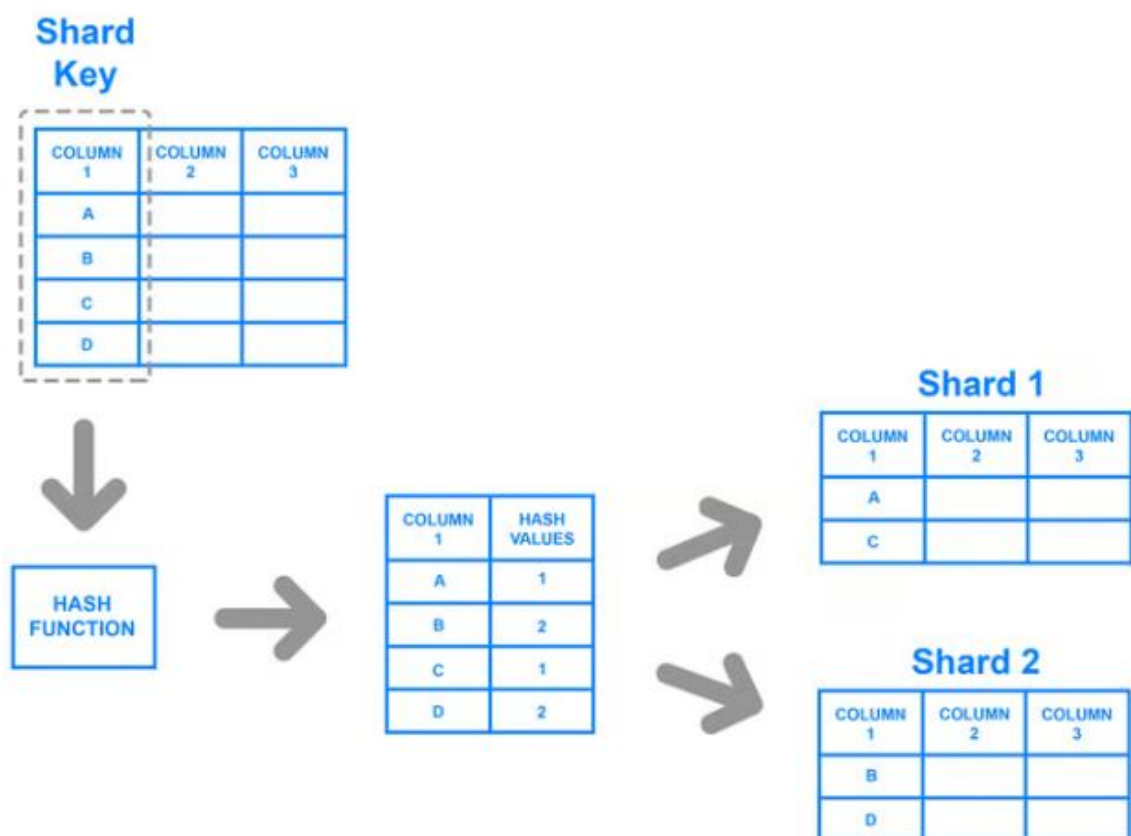 Shard
Key
COLUMN 1 COLUMN 2 COLUMN 3
A
B
C
D
HASH
FUNCTION
COLUMN 1 HASH VALUES
A 1
B 2
C 1
D 2
Shard 1
COLUMN 1 COLUMN 2 COLUMN 3
A
C
Shard 2
COLUMN 1 COLUMN 2 COLUMN 3
B
D